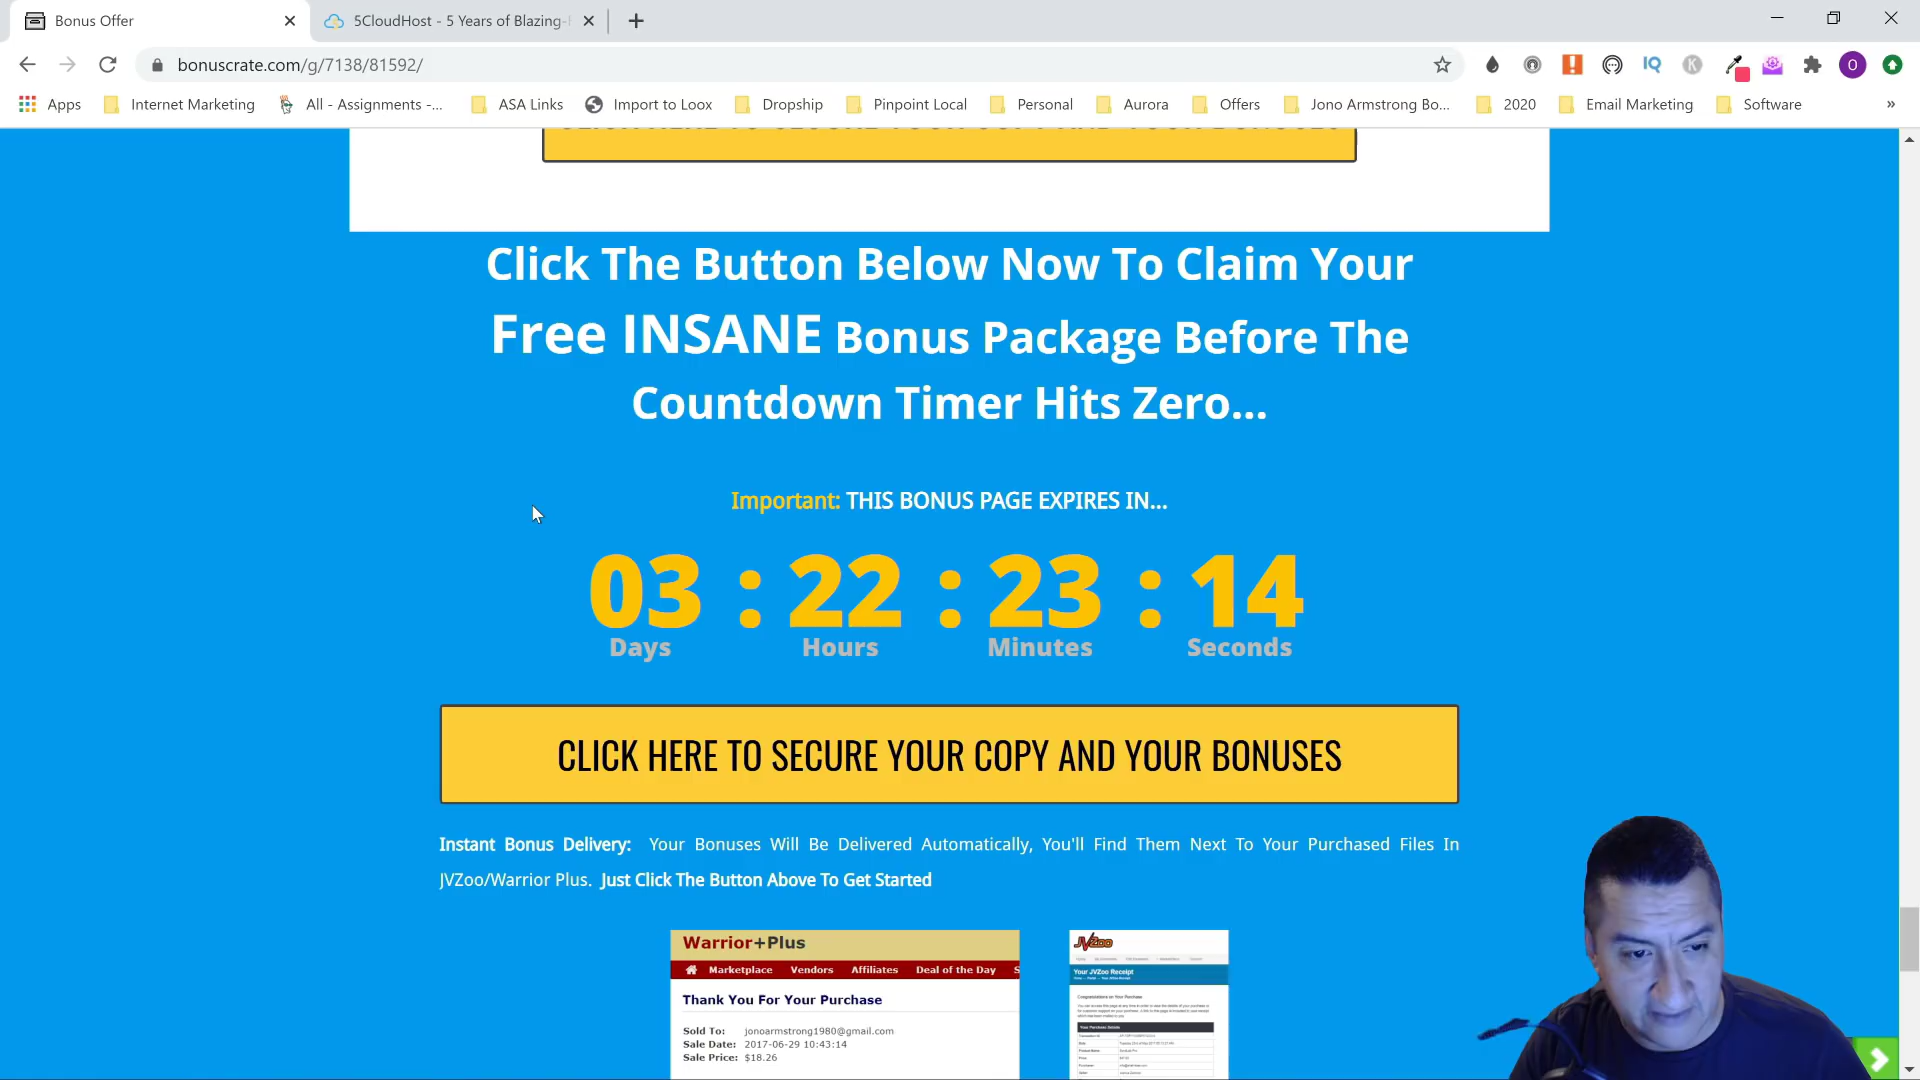 Bonus Offer
5CloudHost - 5 Years of Blazing-
bonuscrate.com/g/7138/81592/
Apps
Internet Marketing
All - Assignments -...
ASA Links
Import to Loox
Dropship
Pinpoint Local
Personal
Aurora
Offers
Jono Armstrong Bo...
2020
Email Marketing
Software
»
Click The Button Below Now To Claim Your
Free INSANE Bonus Package Before The
Countdown Timer Hits Zero...
Important: THIS BONUS PAGE EXPIRES IN...
03 : 22 : 23 : 14
Days Hours Minutes Seconds
CLICK HERE TO SECURE YOUR COPY AND YOUR BONUSES
Instant Bonus Delivery: Your Bonuses Will Be Delivered Automatically, You'll Find Them Next To Your Purchased Files In
JVZoo/Warrior Plus. Just Click The Button Above To Get Started
Warrior+Plus
Marketplace Vendors Affiliates Deal of the Day S
Thank You For Your Purchase
Sold To: jonoarmstrong1980@gmail.com
Sale Date: 2017-06-29 10:43:14
Sale Price: $18.26
JVZoo
Your JVZoo Receipt
Congratulations on Your Purchase
Your Purchase Details